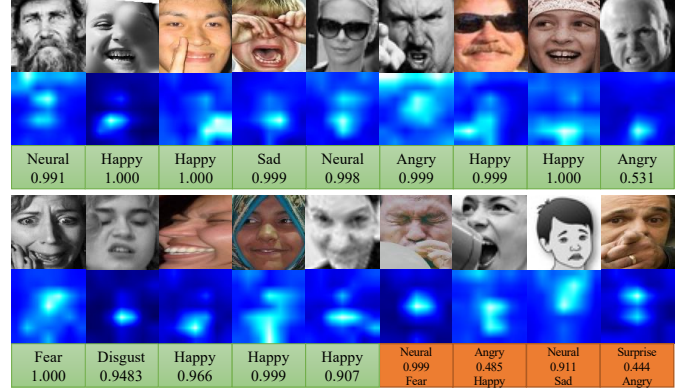 Neural Happy Happy Sad Neural Angry Happy Happy Angry
0.991 1.000 1.000 0.999 0.998 0.999 0.999 1.000 0.531
Fear Disgust Happy Happy Happy Neural Angry Neural Surprise
1.000 0.9483 0.966 0.999 0.907 0.999 0.485 0.911 0.444
Fear Happy Sad Angry